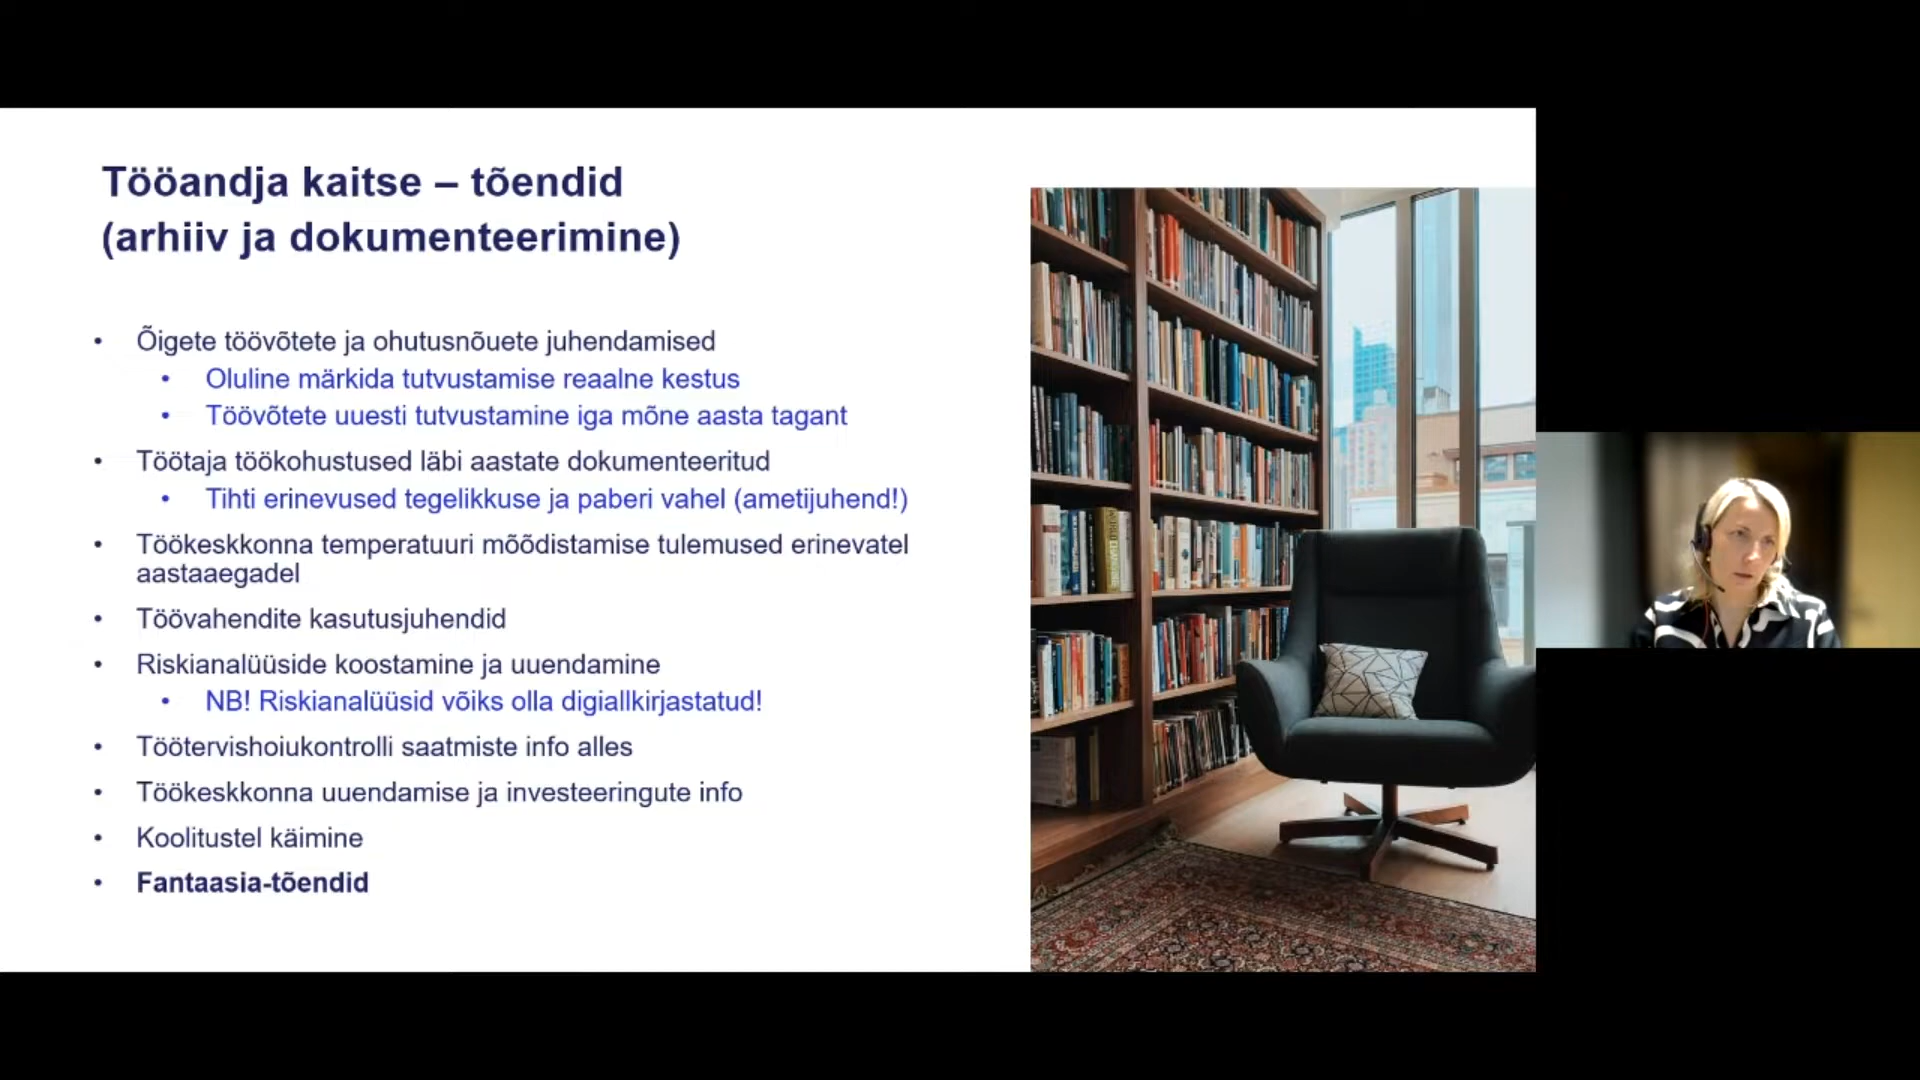 Tööandja kaitse – tõendid
(arhiiv ja dokumenteerimine)
• Õigete töövõtete ja ohutusnõuete juhendamised
• Oluline märkida tutvustamise reaalne kestus
• Töövõtete uuesti tutvustamine iga mõne aasta tagant
• Töötaja töökohustused läbi aastate dokumenteeritud
• Tihti erinevused tegelikkuse ja paberi vahel (ametijuhend!)
• Töökeskkonna temperatuuri mõõdistamise tulemused erinevatel
aastaaegadel
• Töövahendite kasutusjuhendid
• Riskianalüüside koostamine ja uuendamine
• NB! Riskianalüüsid võiks olla digiallkirjastatud!
• Töötervishoiukontrolli saatmiste info alles
• Töökeskkonna uuendamise ja investeeringute info
• Koolitustel käimine
• Fantaasia-tõendid